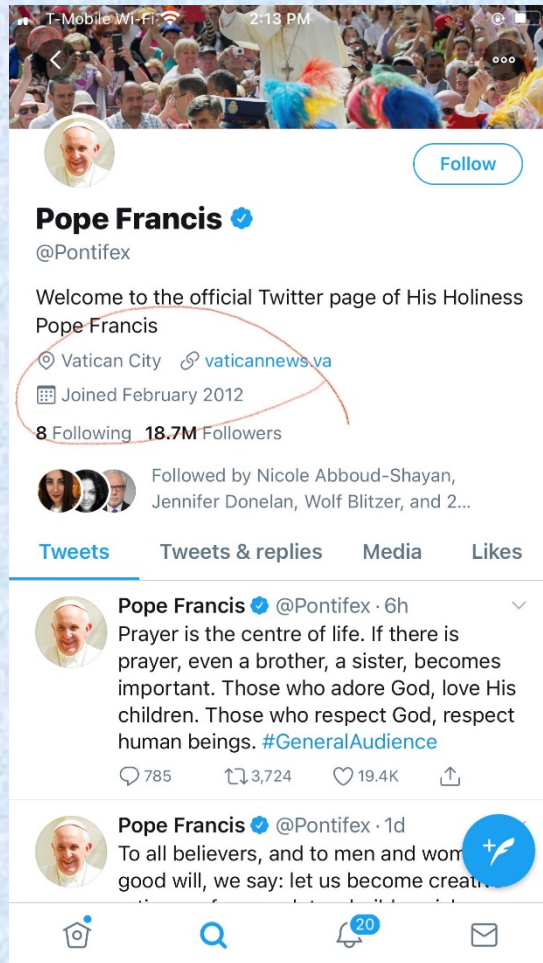 T-Mobile Wi-Fi 2:13 PM
Follow
Pope Francis
@Pontifex
Welcome to the official Twitter page of His Holiness
Pope Francis
Vatican City vaticannews.va
Joined February 2012
8 Following 18.7M Followers
Followed by Nicole Abboud-Shayan,
Jennifer Donelan, Wolf Blitzer, and 2...
Tweets Tweets & replies Media Likes
Pope Francis @Pontifex · 6h
Prayer is the centre of life. If there is
prayer, even a brother, a sister, becomes
important. Those who adore God, love His
children. Those who respect God, respect
human beings. #GeneralAudience
785 3,724 19.4K
Pope Francis @Pontifex · 1d
To all believers, and to men and wom
good will, we say: let us become creati
20